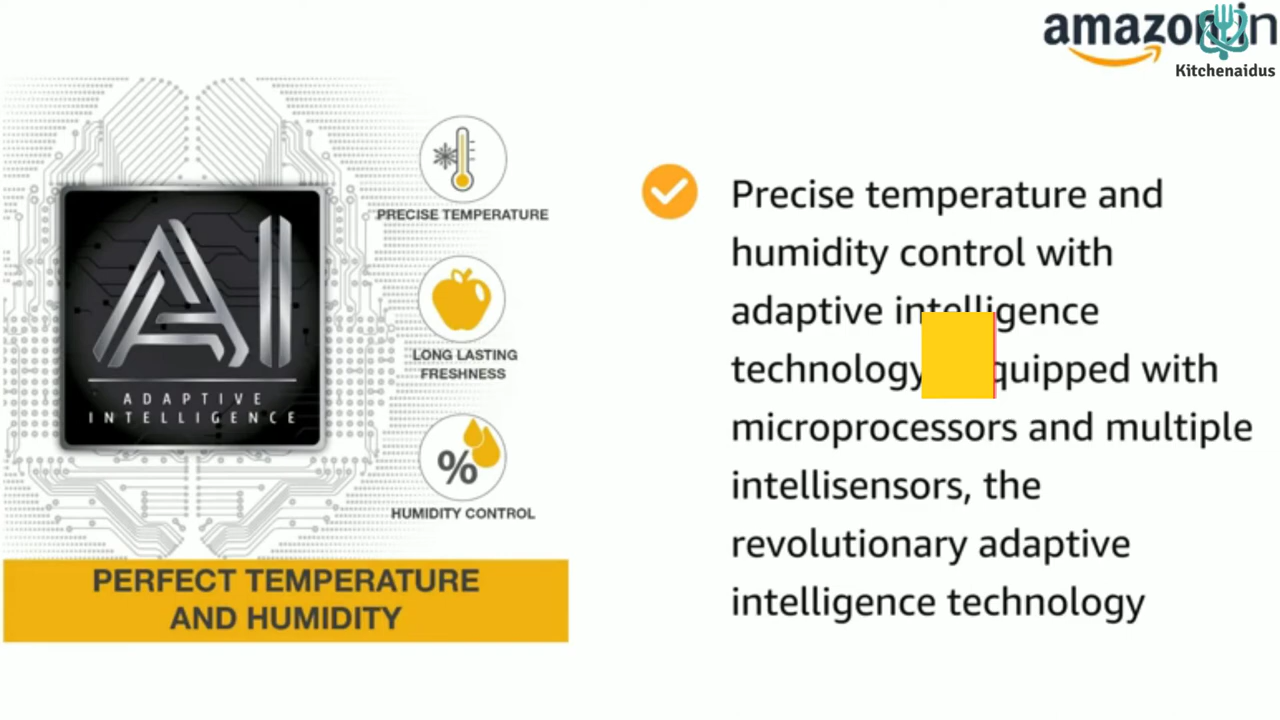 amazon.in
Kitchenaidus
AI
ADAPTIVE
INTELLIGENCE
PRECISE TEMPERATURE
LONG LASTING
FRESHNESS
%
HUMIDITY CONTROL
PERFECT TEMPERATURE
AND HUMIDITY
Precise temperature and
humidity control with
adaptive intelligence
technology quipped with
microprocessors and multiple
intellisensors, the
revolutionary adaptive
intelligence technology